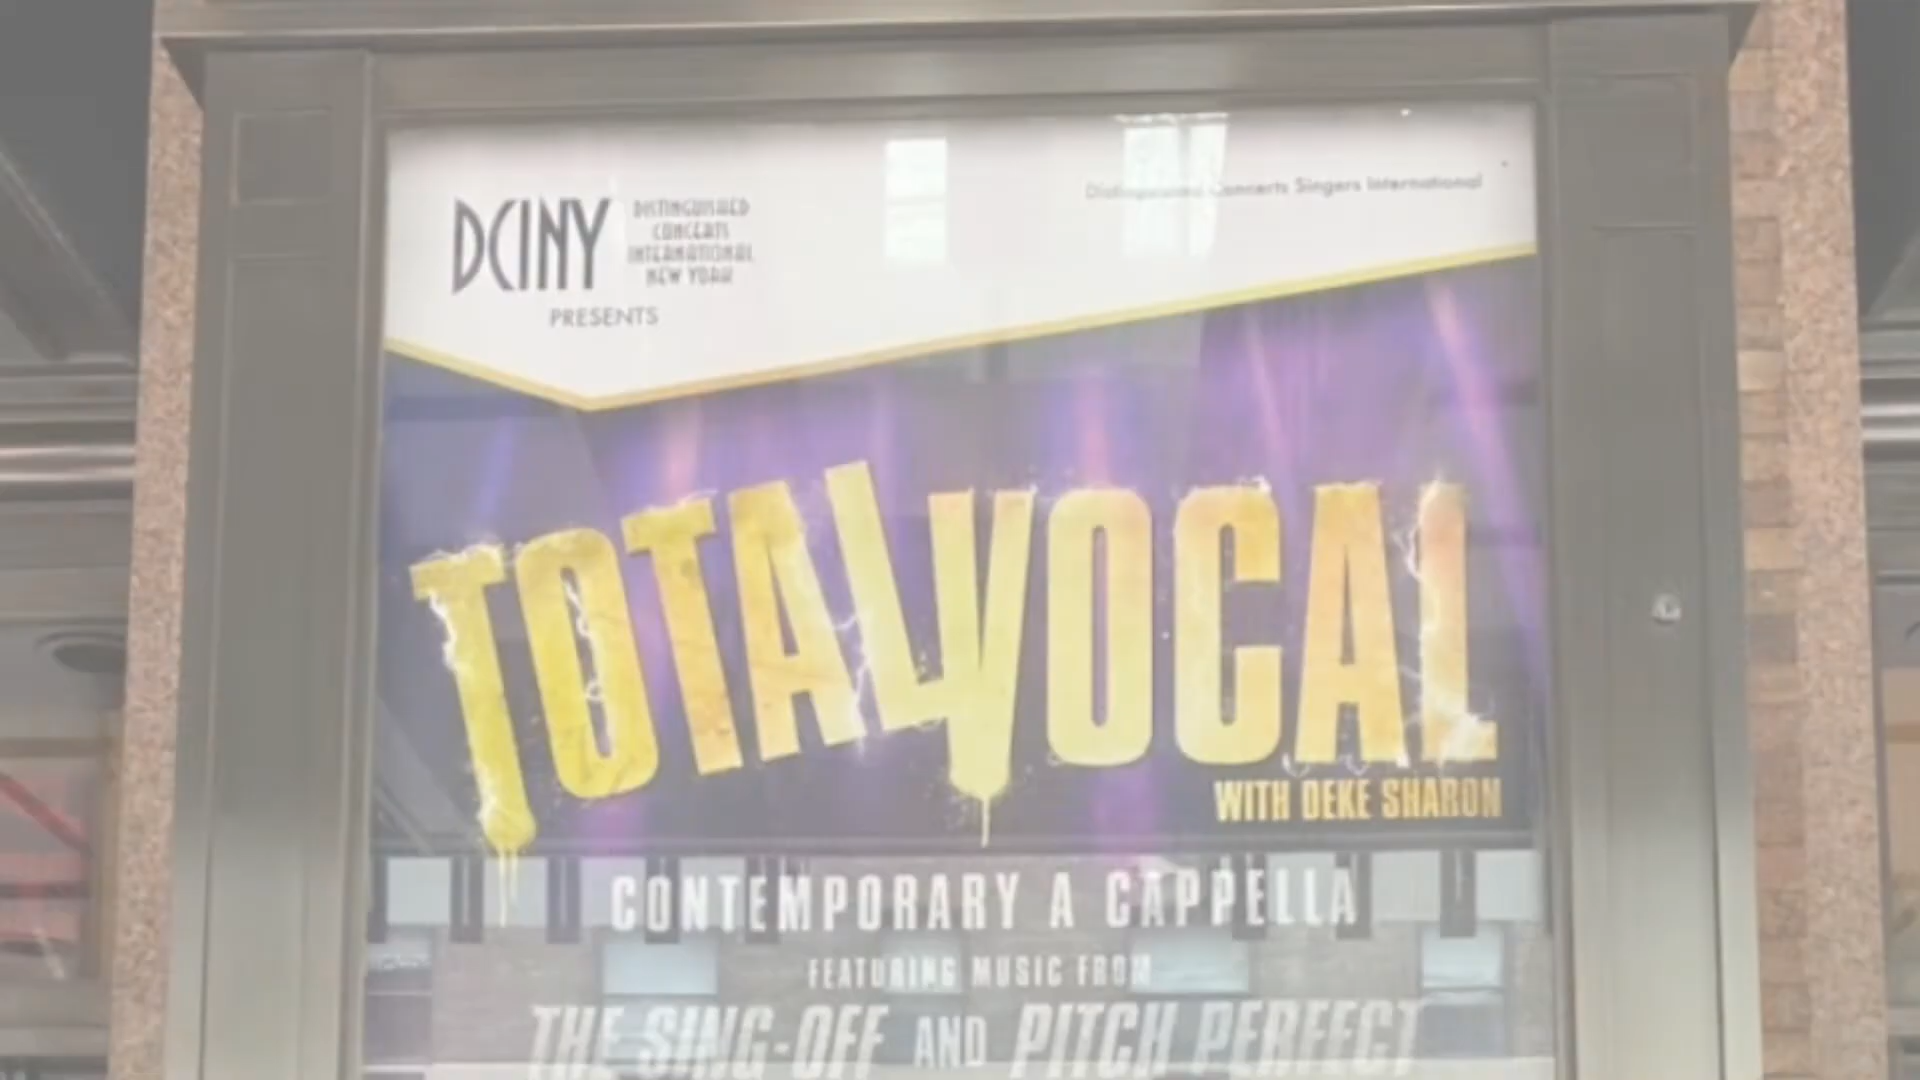 DCINY
DISTINGUISHED
CONCERTS
INTERNATIONAL
NEW YORK
PRESENTS
Distinguished Concerts Singers International
TOTAL VOCAL
WITH DEKE SHARON
CONTEMPORARY A CAPPELLA
FEATURING MUSIC FROM
THE SING-OFF AND PITCH PERFECT